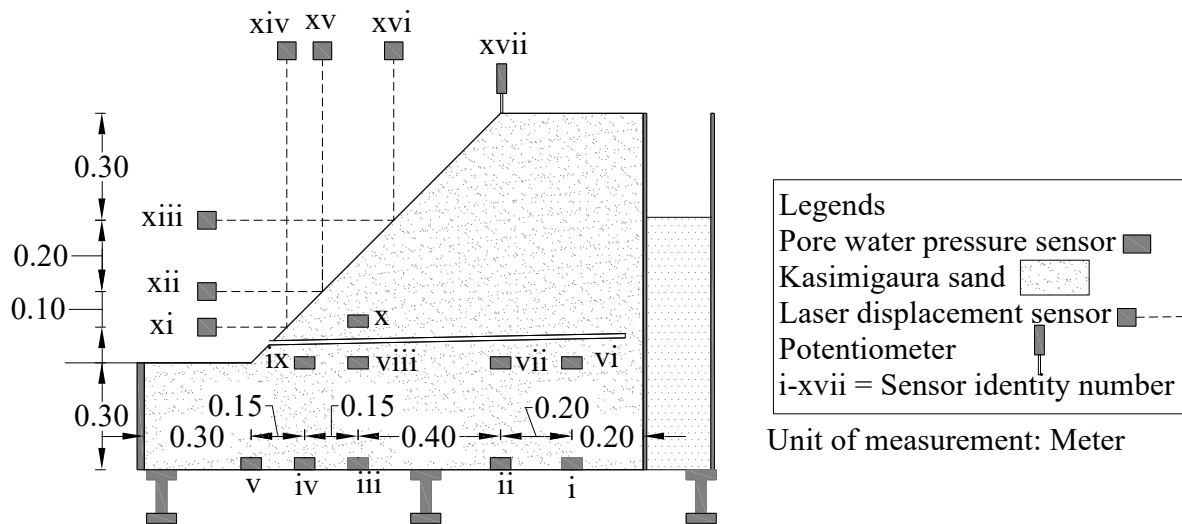 xiv xv xvi
xvii
0.30
xiii
0.20
xii
0.10
xi
x
ix viii vii vi
0.30
0.15 0.15 0.20
0.30 0.40 0.20
v iv iii ii i
Legends
Pore water pressure sensor
Kasimigaura sand
Laser displacement sensor
Potentiometer
i-xvii = Sensor identity number
Unit of measurement: Meter